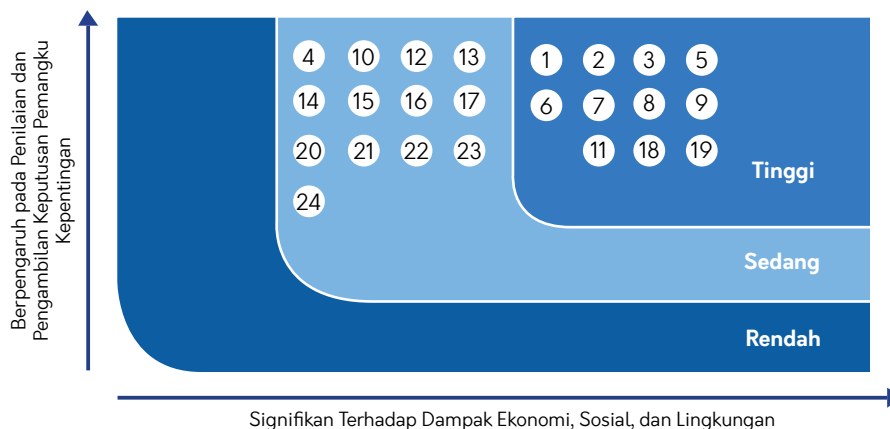 Berpengaruh pada Penilaian dan
Pengambilan Keputusan Pemangku
Kepentingan
4 10 12 13 1 2 3 5
14 15 16 17 6 7 8 9
20 21 22 23 11 18 19
Tinggi
24
Sedang
Rendah
Signifikan Terhadap Dampak Ekonomi, Sosial, dan Lingkungan